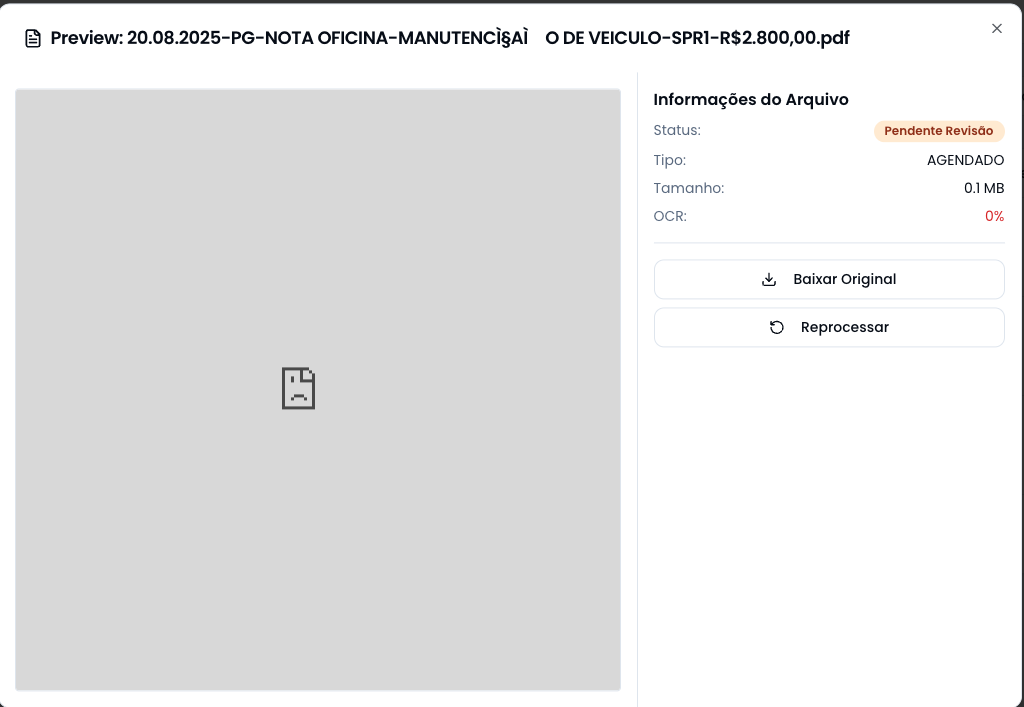 Preview: 20.08.2025-PG-NOTA OFICINA-MANUTENCÌ§AÌ O DE VEICULO-SPR1-R$2.800,00.pdf
Informações do Arquivo
Status: Pendente Revisão
Tipo: AGENDADO
Tamanho: 0.1 MB
OCR: 0%
Baixar Original
Reprocessar